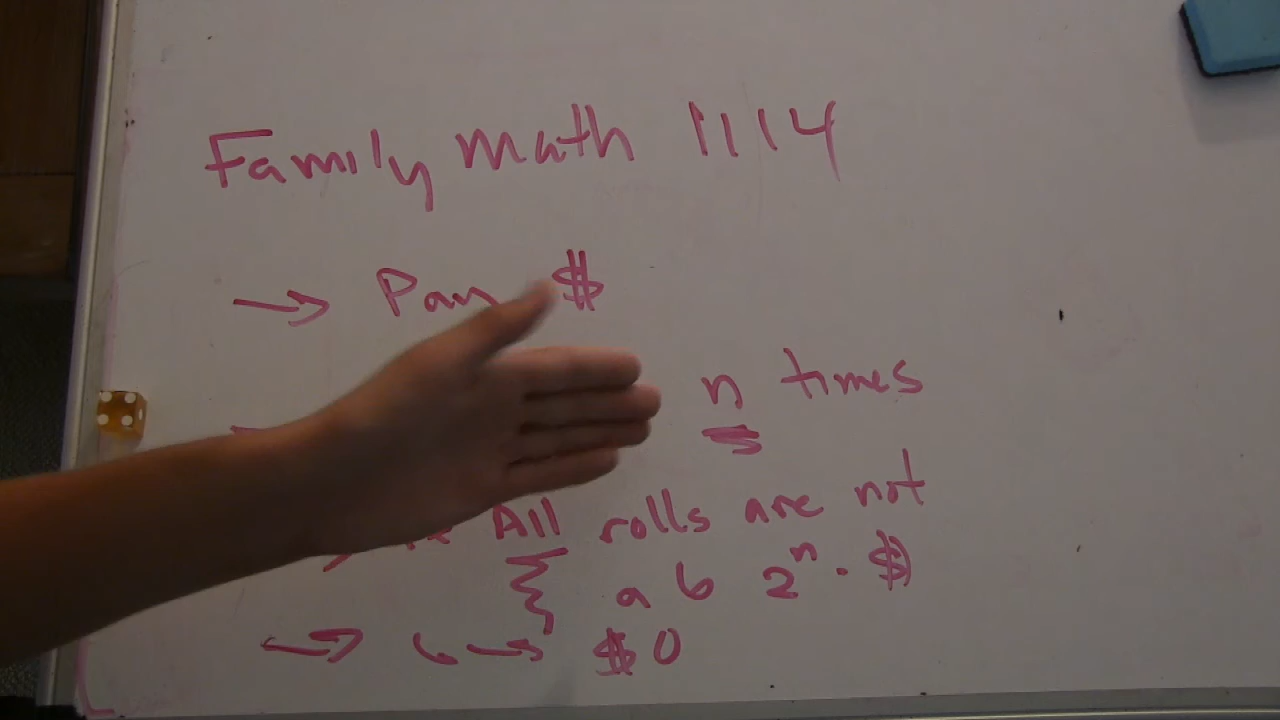 Family Math 1114
→ Pay $
n times
All rolls are not
a 6 2ⁿ · $
→ 6 → $0